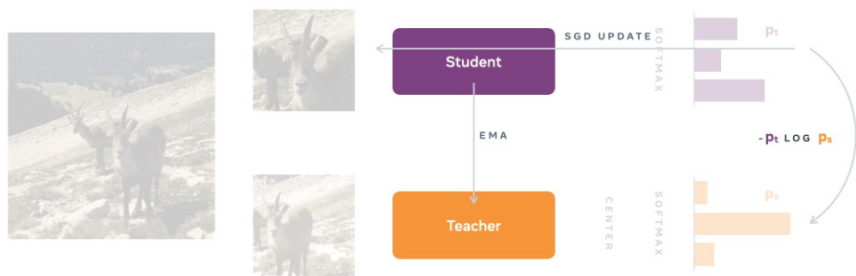 SGD UPDATE
SOFTMAX
pt
Student
EMA
-pt LOG ps
Teacher
CENTER
SOFTMAX
ps